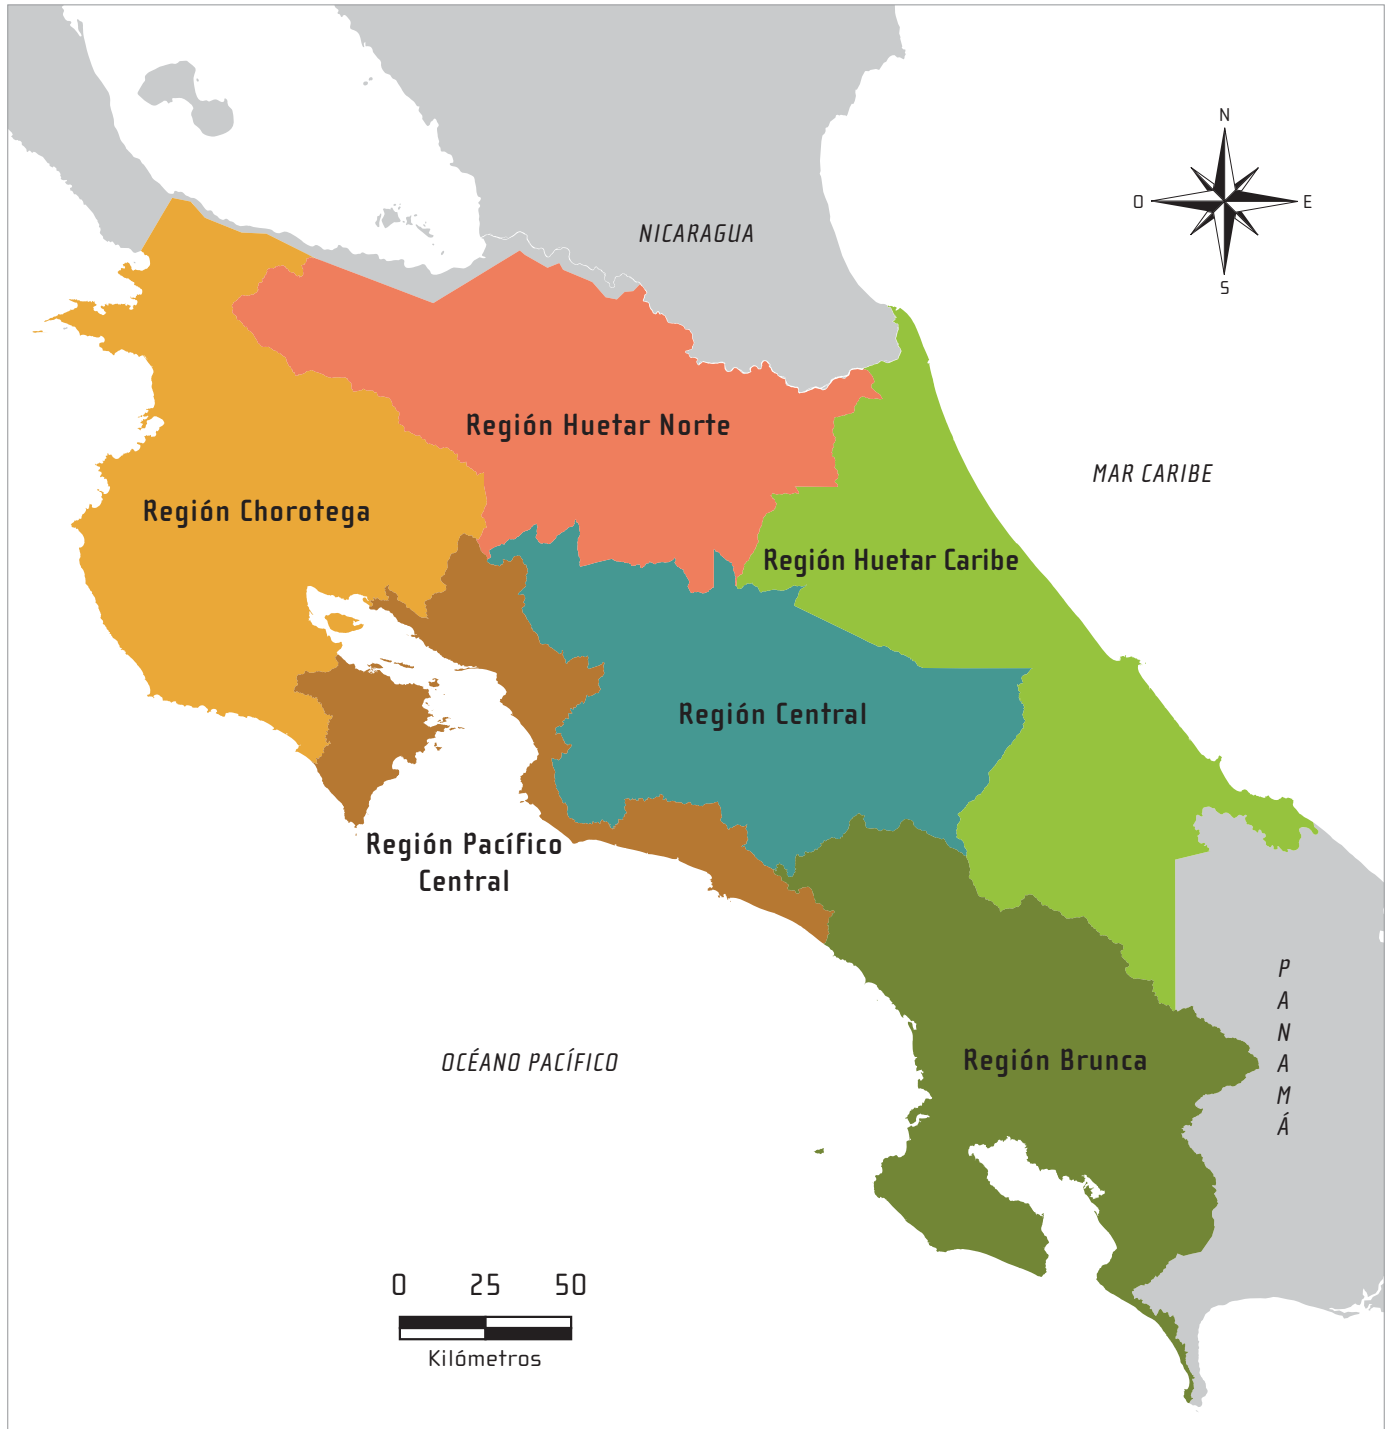 N
O
E
S
NICARAGUA
MAR CARIBE
Región Huetar Norte
Región Chorotega
Región Huetar Caribe
Región Central
Región Pacífico
Central
P
A
N
A
M
Á
OCÉANO PACÍFICO
Región Brunca
0 25 50
Kilómetros